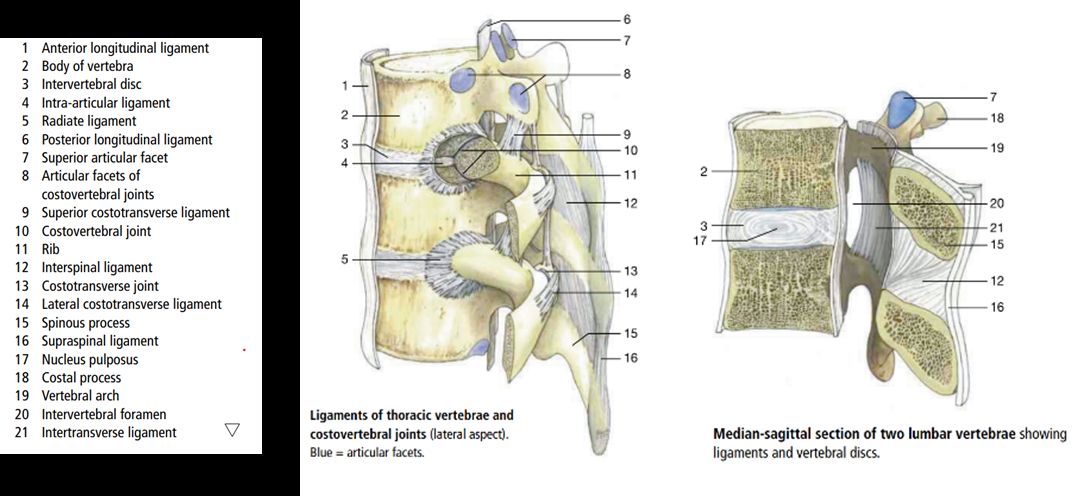 1 Anterior longitudinal ligament
2 Body of vertebra
3 Intervertebral disc
4 Intra-articular ligament
5 Radiate ligament
6 Posterior longitudinal ligament
7 Superior articular facet
8 Articular facets of
costovertebral joints
9 Superior costotransverse ligament
10 Costovertebral joint
11 Rib
12 Interspinal ligament
13 Costotransverse joint
14 Lateral costotransverse ligament
15 Spinous process
16 Supraspinal ligament
17 Nucleus pulposus
18 Costal process
19 Vertebral arch
20 Intervertebral foramen
21 Intertransverse ligament
1
2
3
4
5
6
7
8
9
10
11
12
13
14
15
16
Ligaments of thoracic vertebrae and
costovertebral joints (lateral aspect).
Blue = articular facets.
2
3
17
7
18
19
20
21
15
12
16
Median-sagittal section of two lumbar vertebrae showing
ligaments and vertebral discs.